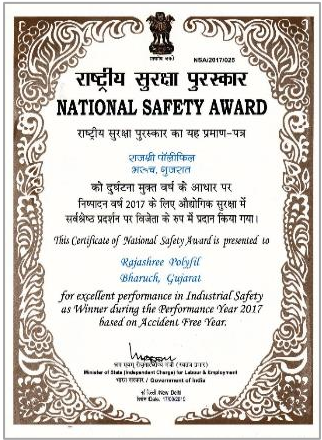 NSA/2017/025
राष्ट्रीय सुरक्षा पुरस्कार
NATIONAL SAFETY AWARD
राष्ट्रीय सुरक्षा पुरस्कार का यह प्रमाण-पत्र
राजश्री पॉलीफिल
भरूच, गुजरात
को दुर्घटना मुक्त वर्ष के आधार पर
निष्पादन वर्ष 2017 के लिए औद्योगिक सुरक्षा में
सर्वश्रेष्ठ प्रदर्शन पर विजेता के रुप में प्रदान किया गया।
This Certificate of National Safety Award is presented to
Rajashree Polyfil
Bharuch, Gujarat
for excellent performance in Industrial Safety
as Winner during the Performance Year 2017
based on Accident Free Year.
Minister of State (Independent Charge) for Labour & Employment
भारत सरकार / Government of India
New Delhi